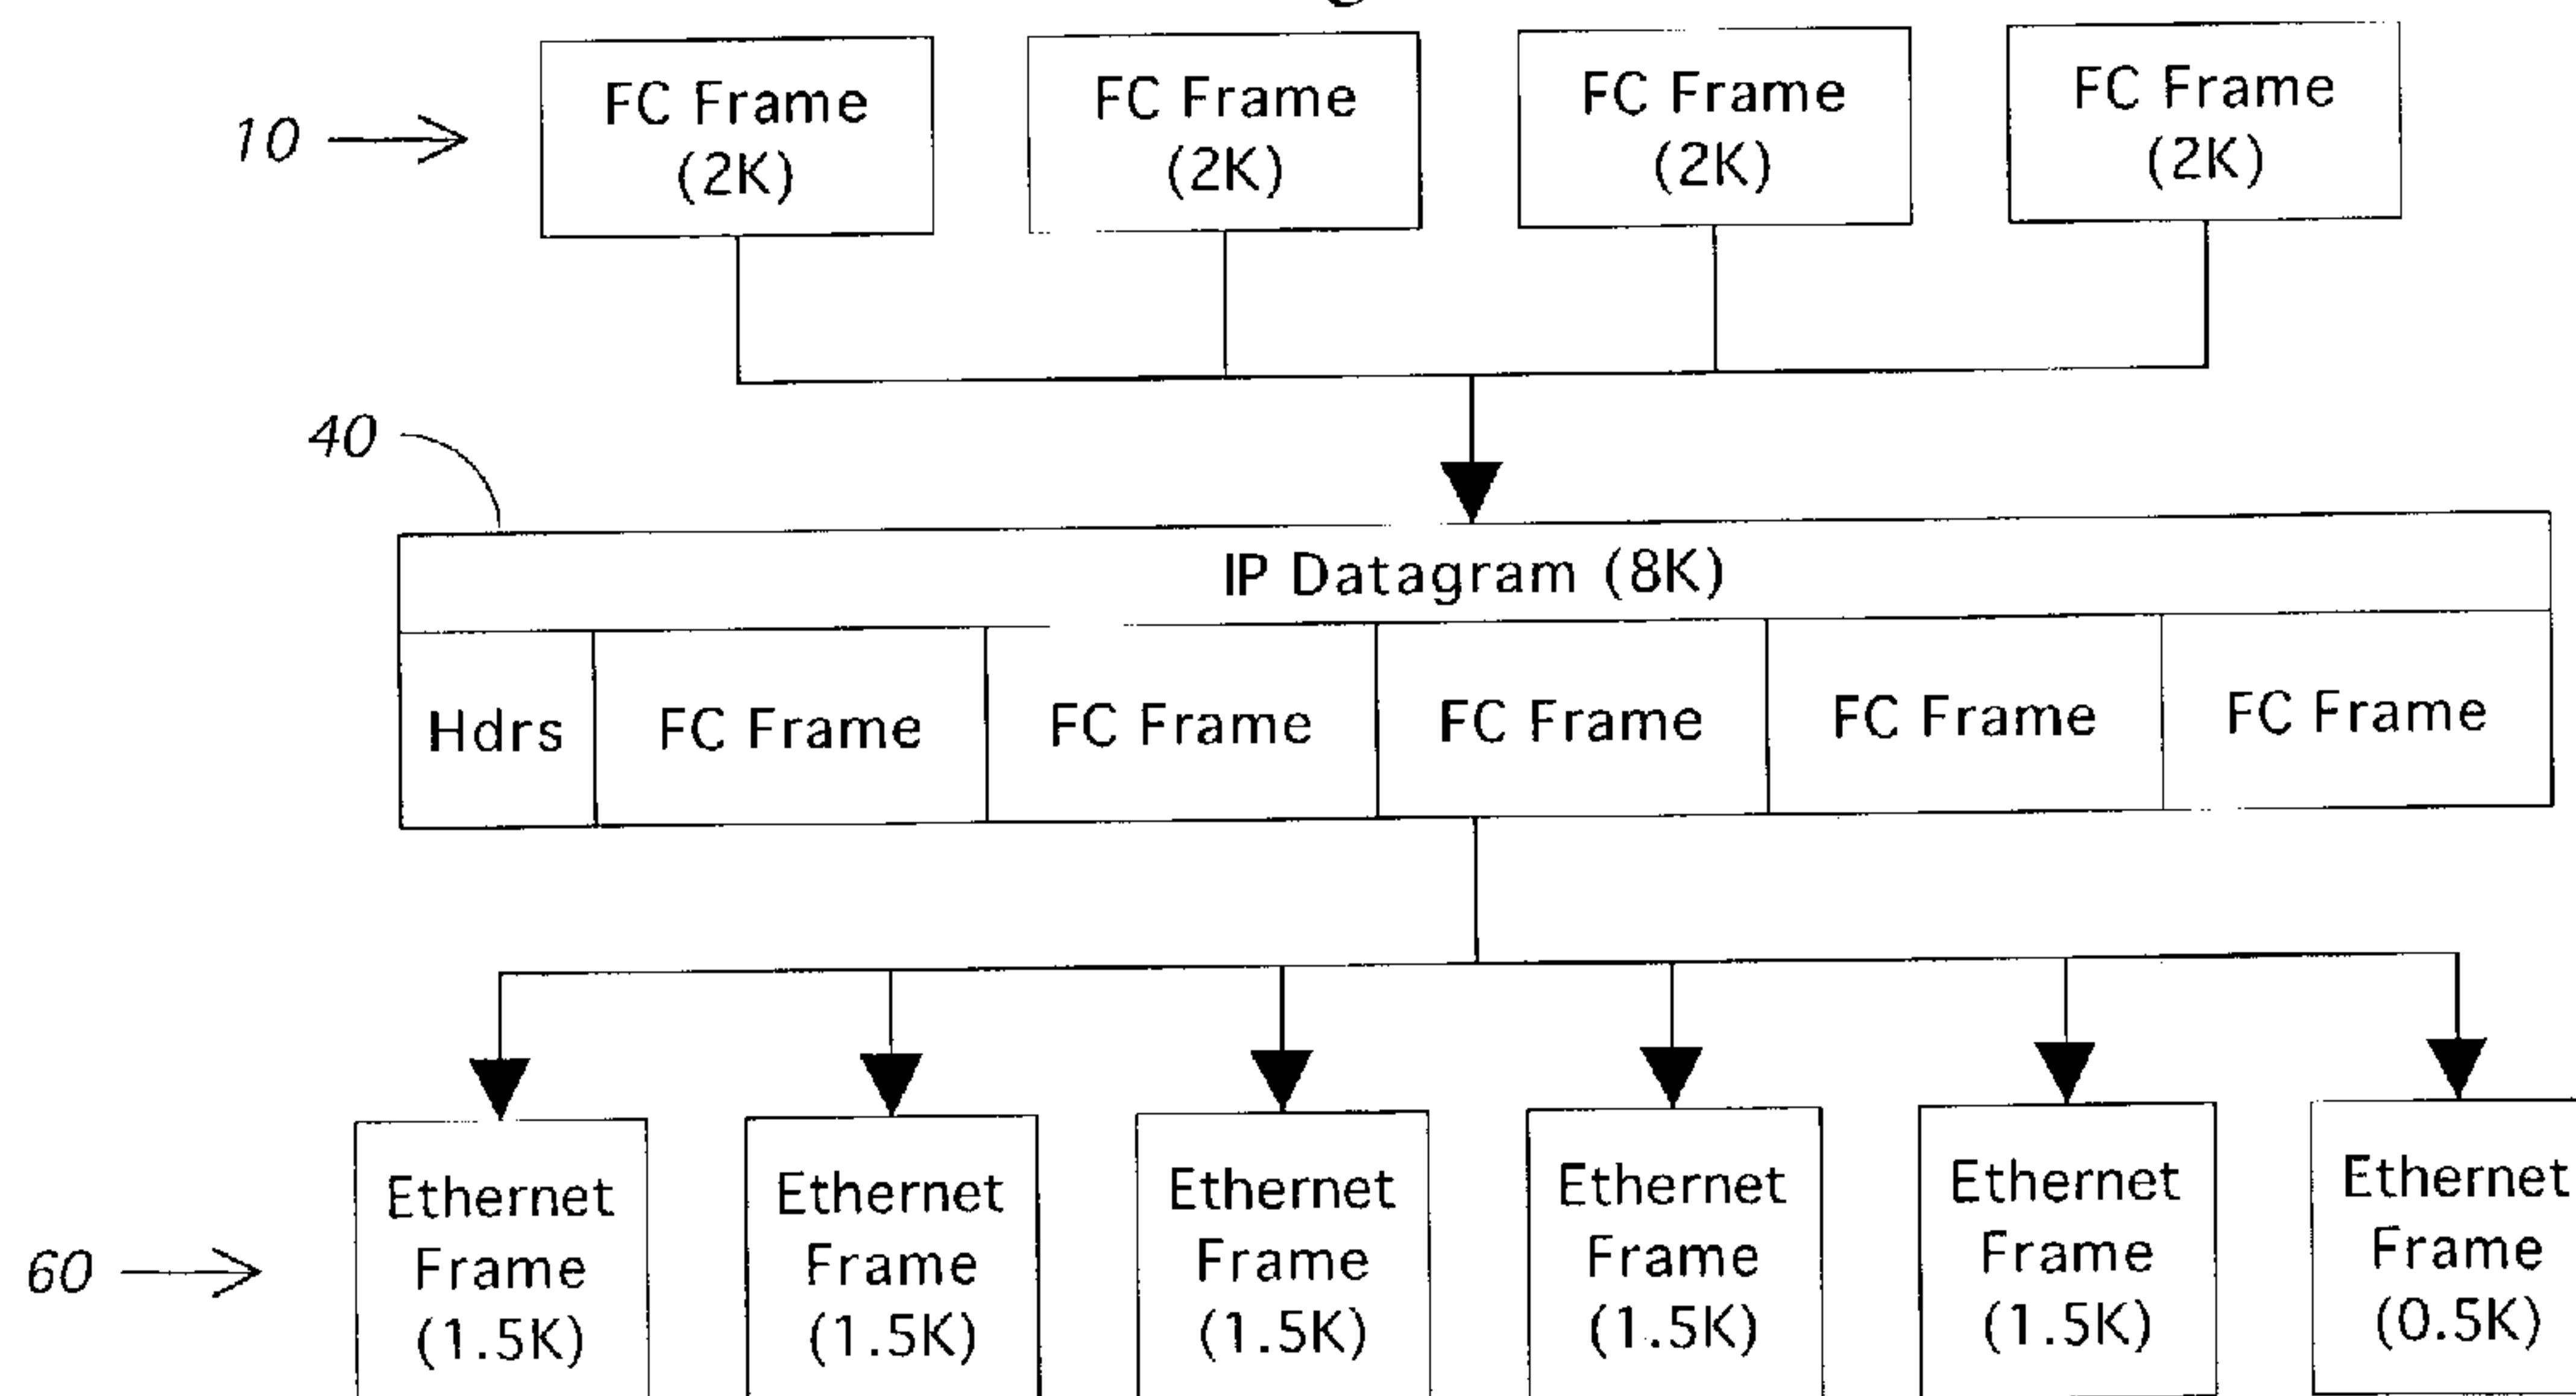 FC Frame
(2K)
FC Frame
(2K)
FC Frame
(2K)
FC Frame
(2K)
10
40
IP Datagram (8K)
Hdrs
FC Frame
FC Frame
FC Frame
FC Frame
FC Frame
60
Ethernet
Frame
(1.5K)
Ethernet
Frame
(1.5K)
Ethernet
Frame
(1.5K)
Ethernet
Frame
(1.5K)
Ethernet
Frame
(1.5K)
Ethernet
Frame
(0.5K)